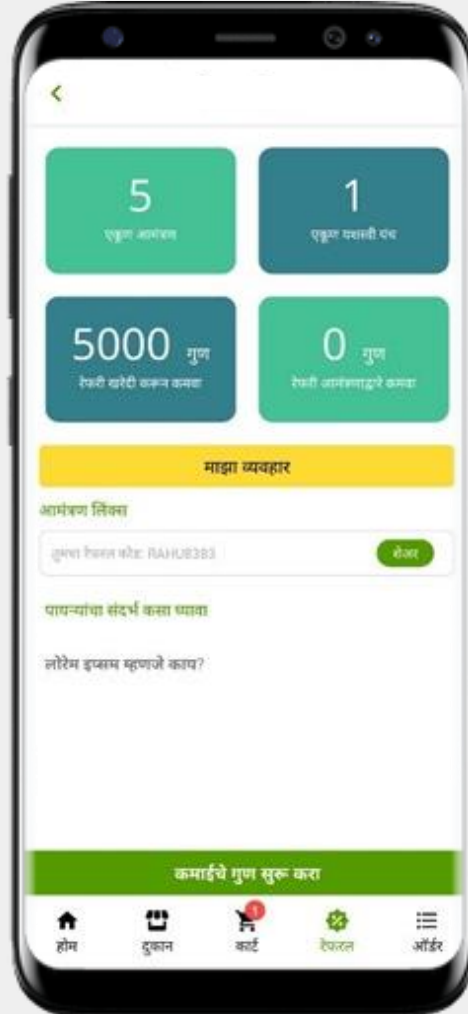 5
एकूण आमंत्रण
1
एकूण यशस्वी पंच
5000 गुण
रेफरी खरेदी करून कमवा
0 गुण
रेफरी आमंत्रणाद्वारे कमवा
माझा व्यवहार
आमंत्रण लिंक्स
तुमचा रेफरल कोड: RAHU8383
शेअर
पायऱ्यांचा संदर्भ कसा घ्यावा
लोरेम इप्सम म्हणजे काय?
कमाईचे गुण सुरू करा
1
होम दुकान कार्ट रेफरल ऑर्डर